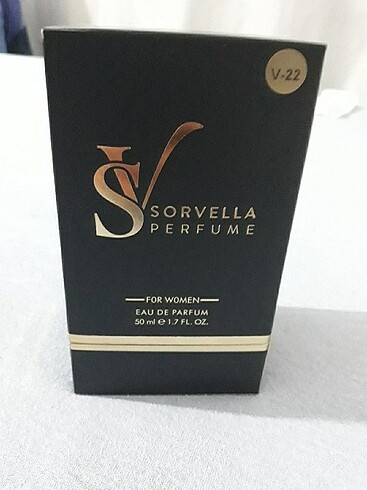 V-22
SV
SORVELLA
PERFUME
FOR WOMEN
EAU DE PARFUM
50 ml ℮ 1.7 FL. OZ.